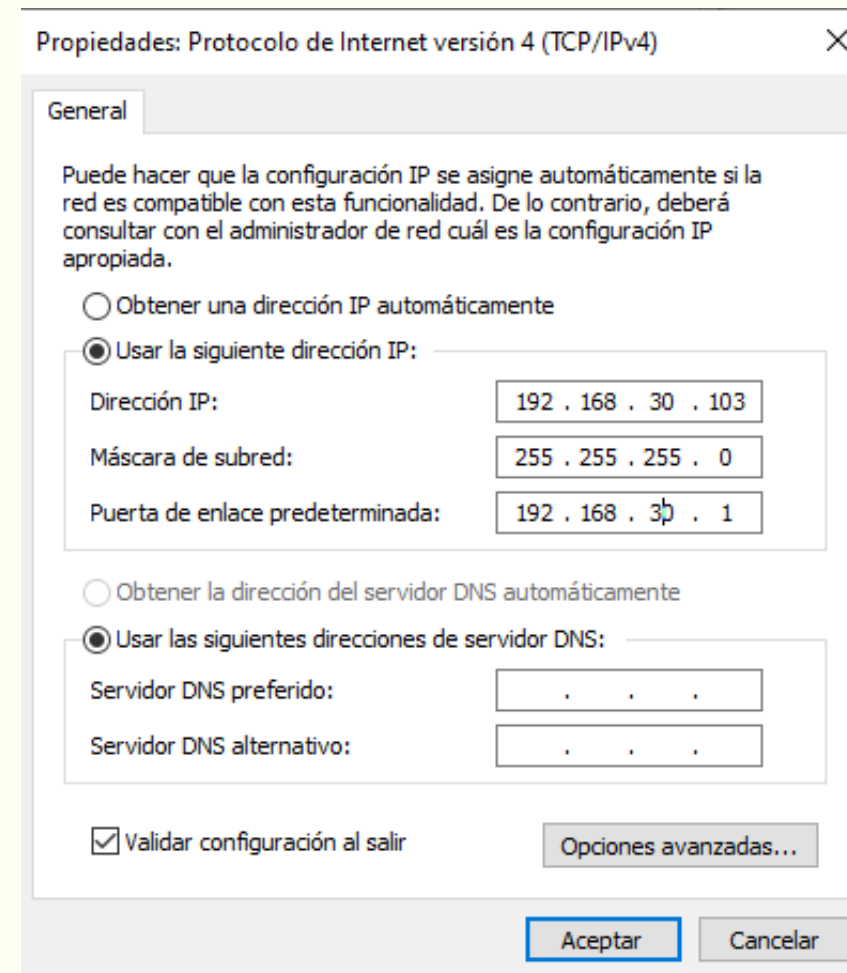 Propiedades: Protocolo de Internet versión 4 (TCP/IPv4)
General
Puede hacer que la configuración IP se asigne automáticamente si la
red es compatible con esta funcionalidad. De lo contrario, deberá
consultar con el administrador de red cuál es la configuración IP
apropiada.
Obtener una dirección IP automáticamente
Usar la siguiente dirección IP:
Dirección IP: 192 . 168 . 30 . 103
Máscara de subred: 255 . 255 . 255 . 0
Puerta de enlace predeterminada: 192 . 168 . 30 . 1
Obtener la dirección del servidor DNS automáticamente
Usar las siguientes direcciones de servidor DNS:
Servidor DNS preferido: . . .
Servidor DNS alternativo: . . .
Validar configuración al salir Opciones avanzadas...
Aceptar Cancelar